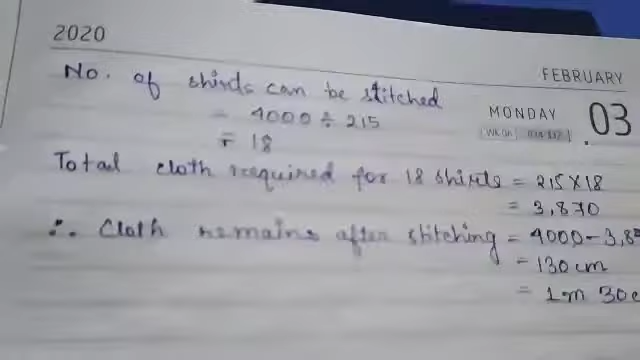 2020
FEBRUARY
MONDAY
03
No. of shirts can be stitched
= 4000 ÷ 215
= 18
Total cloth required for 18 shirts = 215 × 18
= 3,870
∴ Cloth remains after stitching = 4000 - 3,8
= 130 cm
= 1m 30c